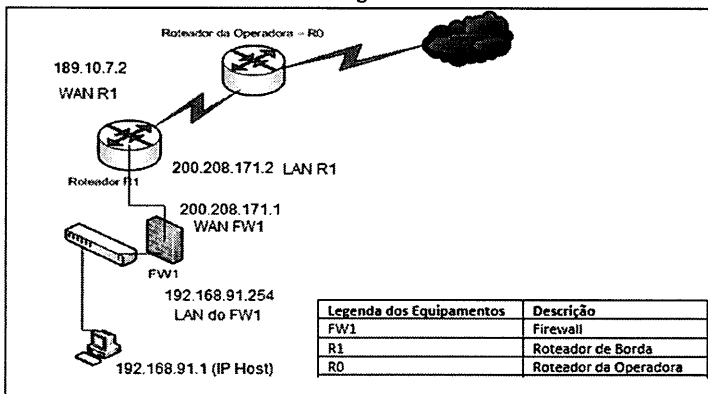 Roteador da Operadora - R0
189.10.7.2
WAN R1
Roteador R1
200.208.171.2 LAN R1
200.208.171.1
WAN FW1
FW1
192.168.91.254
LAN do FW1
192.168.91.1 (IP Host)
Legenda dos Equipamentos Descrição
FW1 Firewall
R1 Roteador de Borda
R0 Roteador da Operadora